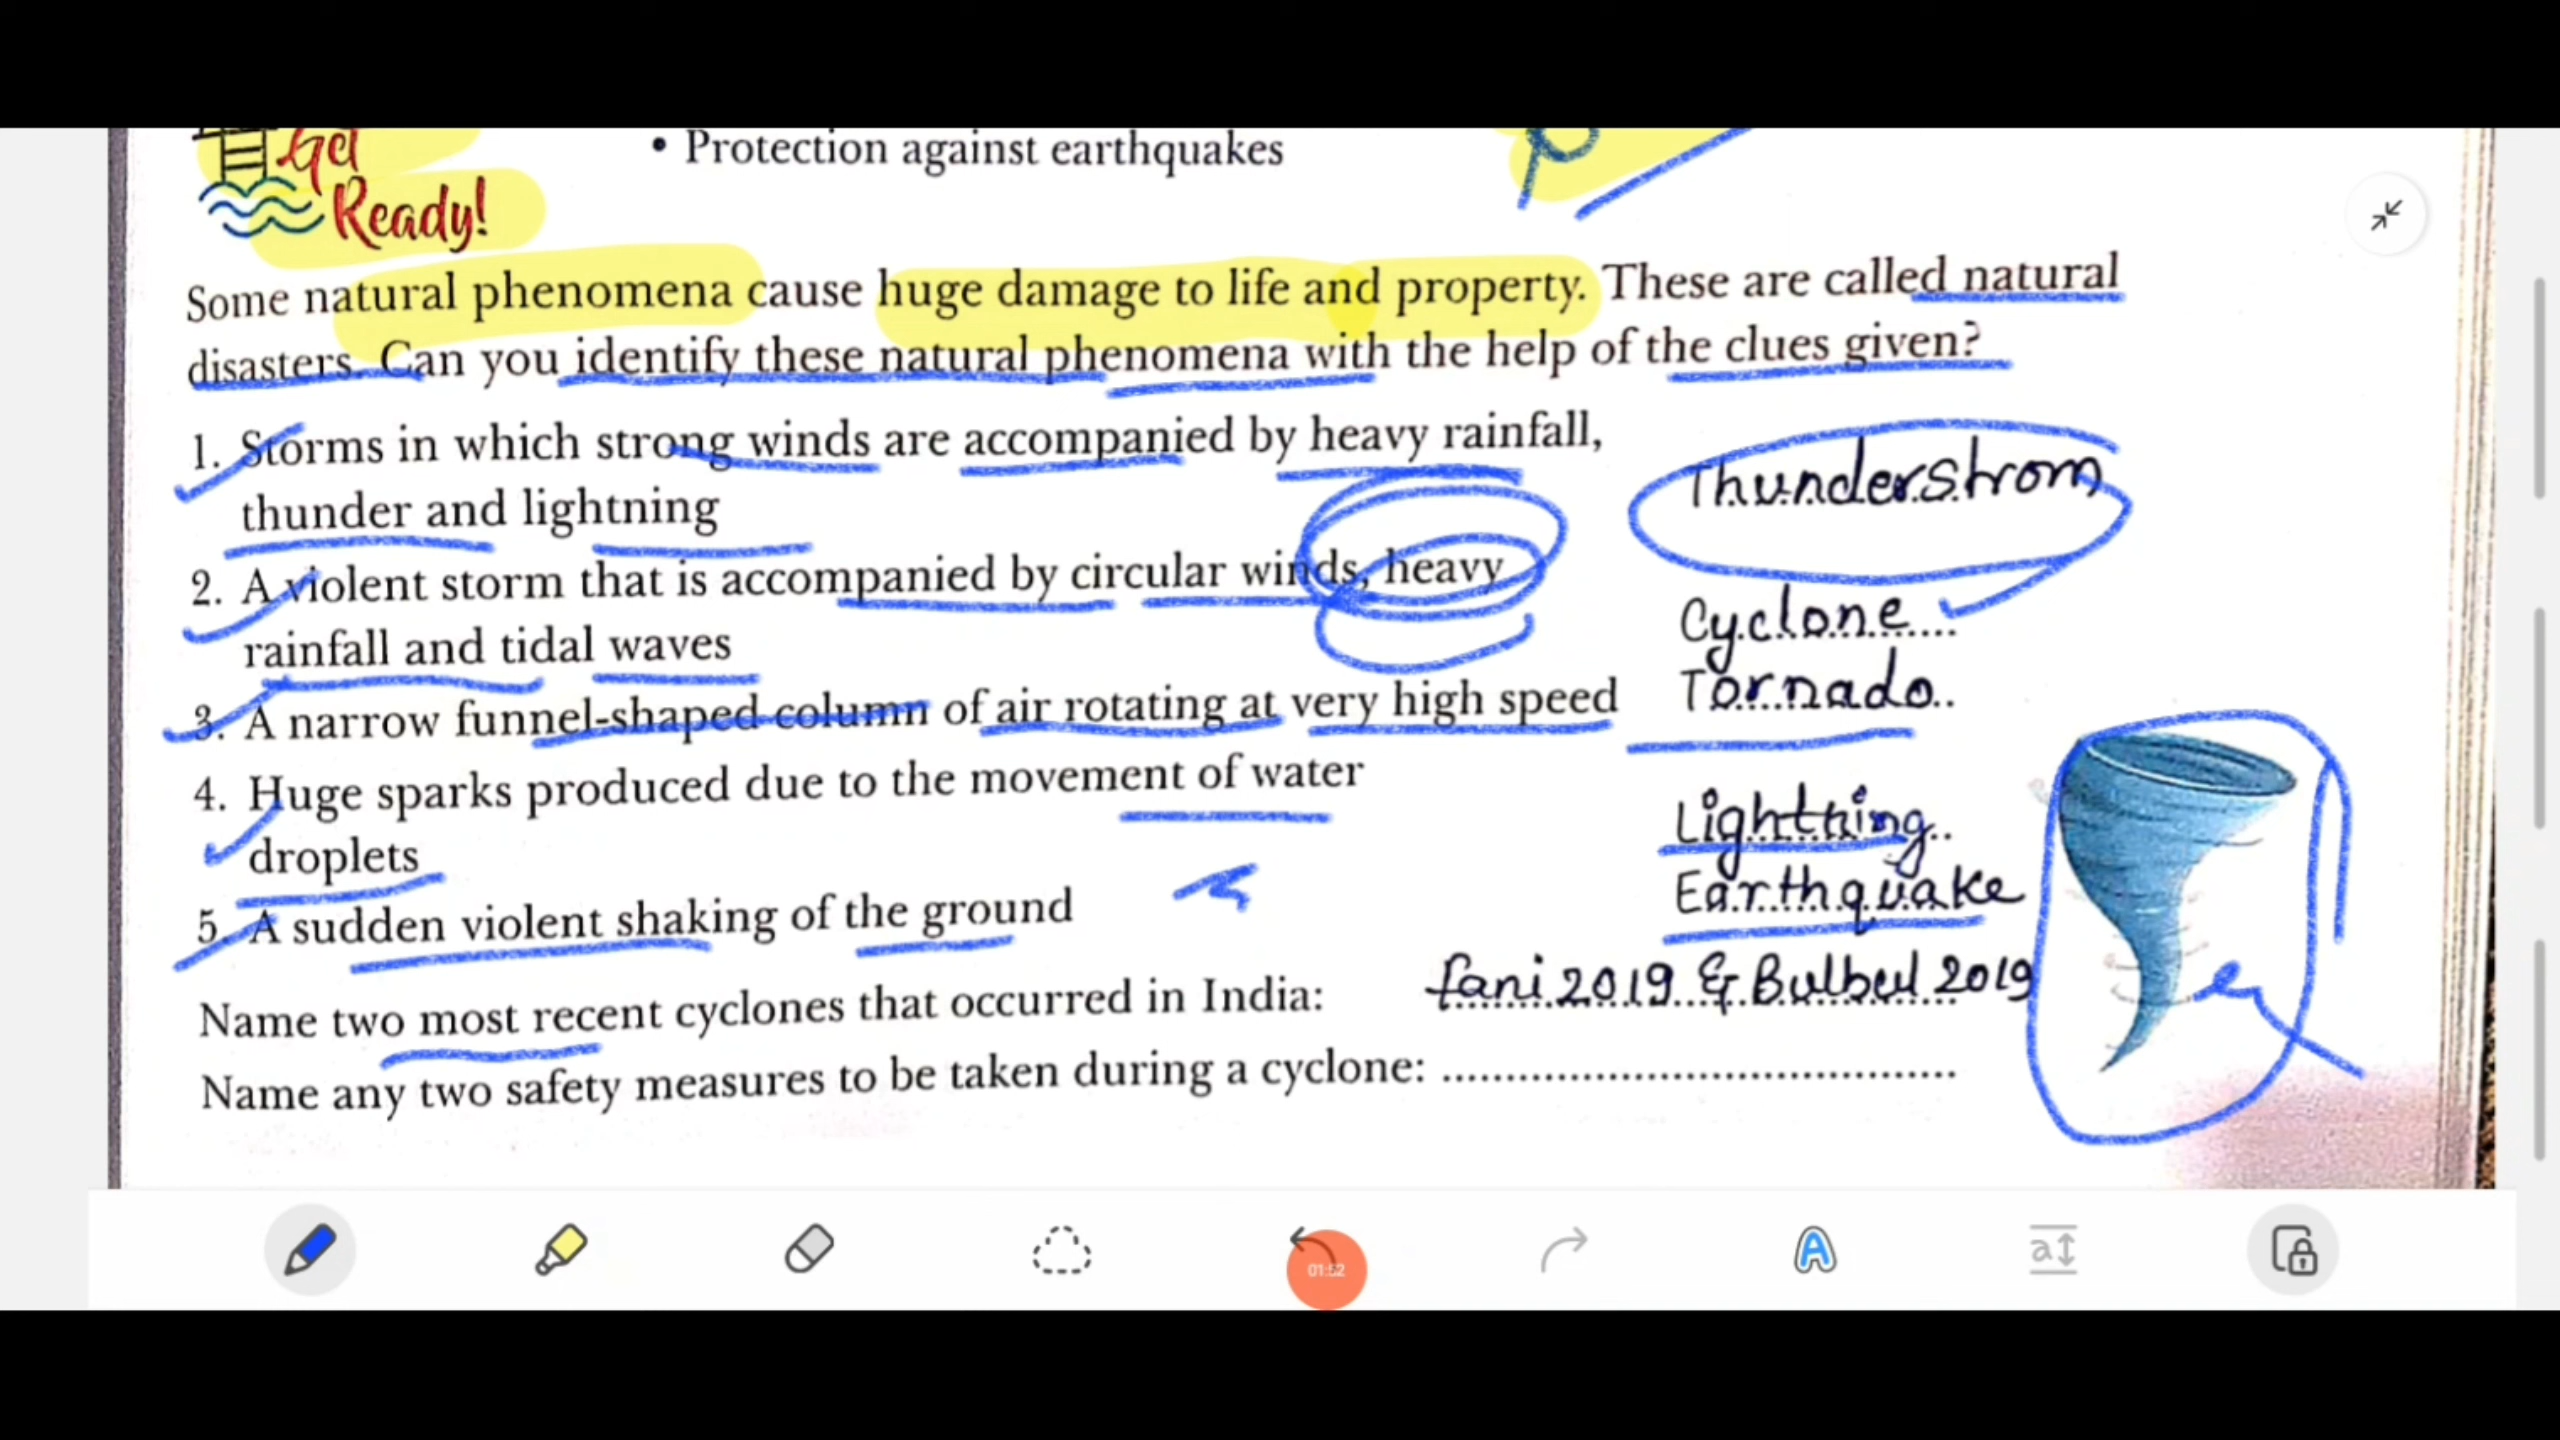 Get
Ready!
• Protection against earthquakes
Some natural phenomena cause huge damage to life and property. These are called natural
disasters. Can you identify these natural phenomena with the help of the clues given?
1. Storms in which strong winds are accompanied by heavy rainfall,
thunder and lightning
Thunderstrom
2. A violent storm that is accompanied by circular winds, heavy
rainfall and tidal waves
Cyclone
3. A narrow funnel-shaped column of air rotating at very high speed
Tornado
4. Huge sparks produced due to the movement of water
droplets
Lighthing
5. A sudden violent shaking of the ground
Earthquake
Name two most recent cyclones that occurred in India: fani 2019 & Bulbul 2019
Name any two safety measures to be taken during a cyclone: ........................................
01:52
A
a